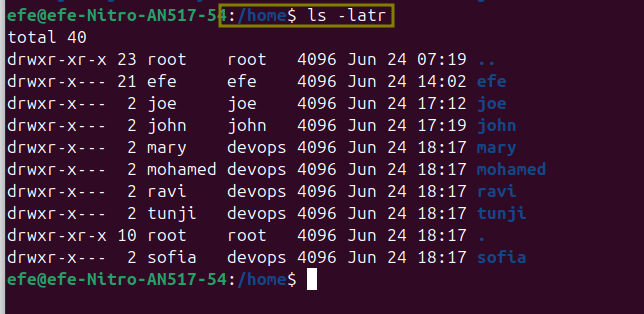 efe@efe-Nitro-AN517-54:/home$ ls -latr
total 40
drwxr-xr-x 23 root   root   4096 Jun 24 07:19 ..
drwxr-x--- 21 efe    efe    4096 Jun 24 14:02 efe
drwxr-x---  2 joe    joe    4096 Jun 24 17:12 joe
drwxr-x---  2 john   john   4096 Jun 24 17:19 john
drwxr-x---  2 mary   devops 4096 Jun 24 18:17 mary
drwxr-x---  2 mohamed devops 4096 Jun 24 18:17 mohamed
drwxr-x---  2 ravi   devops 4096 Jun 24 18:17 ravi
drwxr-x---  2 tunji  devops 4096 Jun 24 18:17 tunji
drwxr-xr-x 10 root   root   4096 Jun 24 18:17 .
drwxr-x---  2 sofia  devops 4096 Jun 24 18:17 sofia
efe@efe-Nitro-AN517-54:/home$